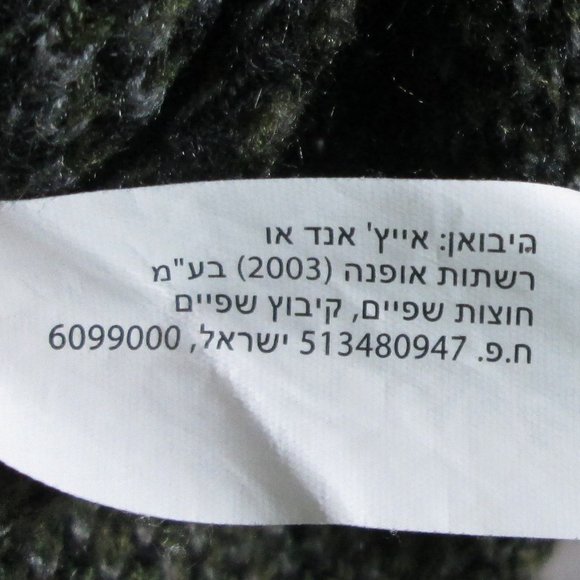 היבואן: אייץ' אנד או
רשתות אופנה (2003) בע"מ
חוצות שפיים, קיבוץ שפיים
ח.פ. 513480947 ישראל, 6099000